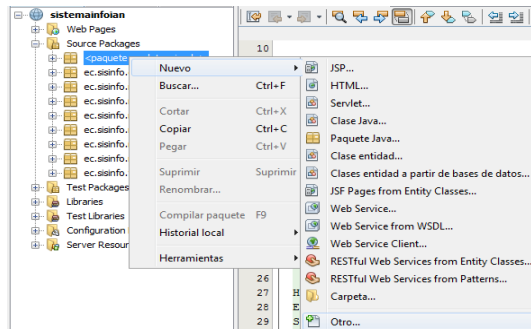 sistemainfoian
Web Pages
Source Packages
<paquete
ec.sisinfo.
ec.sisinfo.
ec.sisinfo.
ec.sisinfo.
ec.sisinfo.
ec.sisinfo.
Test Packages
Libraries
Test Libraries
Configuration
Server Resour
Nuevo
Buscar... Ctrl+F
Cortar Ctrl+X
Copiar Ctrl+C
Pegar Ctrl+V
Suprimir Suprimir
Renombrar...
Compilar paquete F9
Historial local
Herramientas
JSP...
HTML...
Servlet...
Clase Java...
Paquete Java...
Clase entidad...
Clases entidad a partir de bases de datos...
JSF Pages from Entity Classes...
Web Service...
Web Service from WSDL...
Web Service Client...
RESTful Web Services from Entity Classes...
RESTful Web Services from Patterns...
Carpeta...
Otro...
10
26
27 H
28 E
29 S